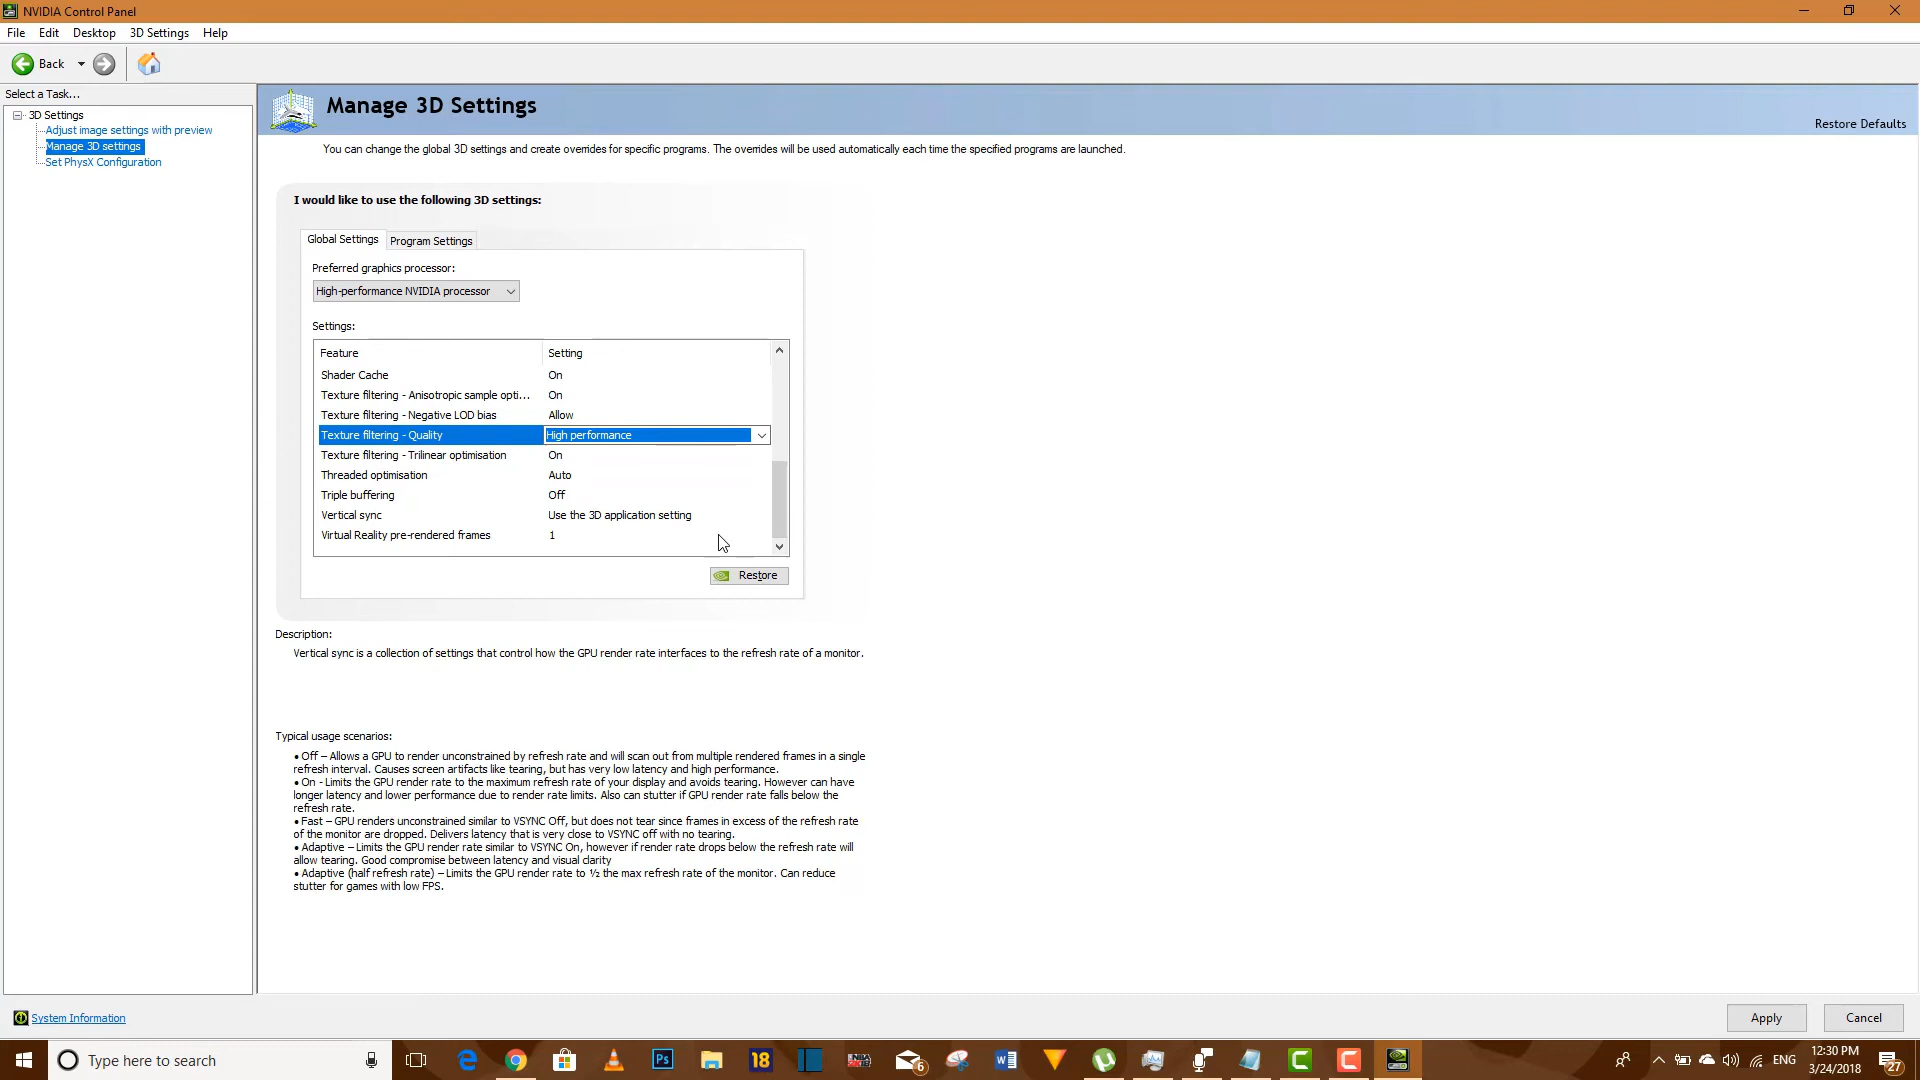 NVIDIA Control Panel
File Edit Desktop 3D Settings Help
Back
Select a Task...
3D Settings
Adjust image settings with preview
Manage 3D settings
Set PhysX Configuration
Manage 3D Settings
Restore Defaults
You can change the global 3D settings and create overrides for specific programs. The overrides will be used automatically each time the specified programs are launched.
I would like to use the following 3D settings:
Global Settings Program Settings
Preferred graphics processor:
High-performance NVIDIA processor
Settings:
Feature Setting
Shader Cache On
Texture filtering - Anisotropic sample opti... On
Texture filtering - Negative LOD bias Allow
Texture filtering - Quality High performance
Texture filtering - Trilinear optimisation On
Threaded optimisation Auto
Triple buffering Off
Vertical sync Use the 3D application setting
Virtual Reality pre-rendered frames 1
Restore
Description:
Vertical sync is a collection of settings that control how the GPU render rate interfaces to the refresh rate of a monitor.
Typical usage scenarios:
• Off – Allows a GPU to render unconstrained by refresh rate and will scan out from multiple rendered frames in a single
refresh interval. Causes screen artifacts like tearing, but has very low latency and high performance.
• On - Limits the GPU render rate to the maximum refresh rate of your display and avoids tearing. However can have
longer latency and lower performance due to render rate limits. Also can stutter if GPU render rate falls below the
refresh rate.
• Fast – GPU renders unconstrained similar to VSYNC Off, but does not tear since frames in excess of the refresh rate
of the monitor are dropped. Delivers latency that is very close to VSYNC off with no tearing.
• Adaptive – Limits the GPU render rate similar to VSYNC On, however if render rate drops below the refresh rate will
allow tearing. Good compromise between latency and visual clarity
• Adaptive (half refresh rate) – Limits the GPU render rate to ½ the max refresh rate of the monitor. Can reduce
stutter for games with low FPS.
System Information
Apply Cancel
Type here to search
Ps
18
6
ENG
12:30 PM
3/24/2018
27